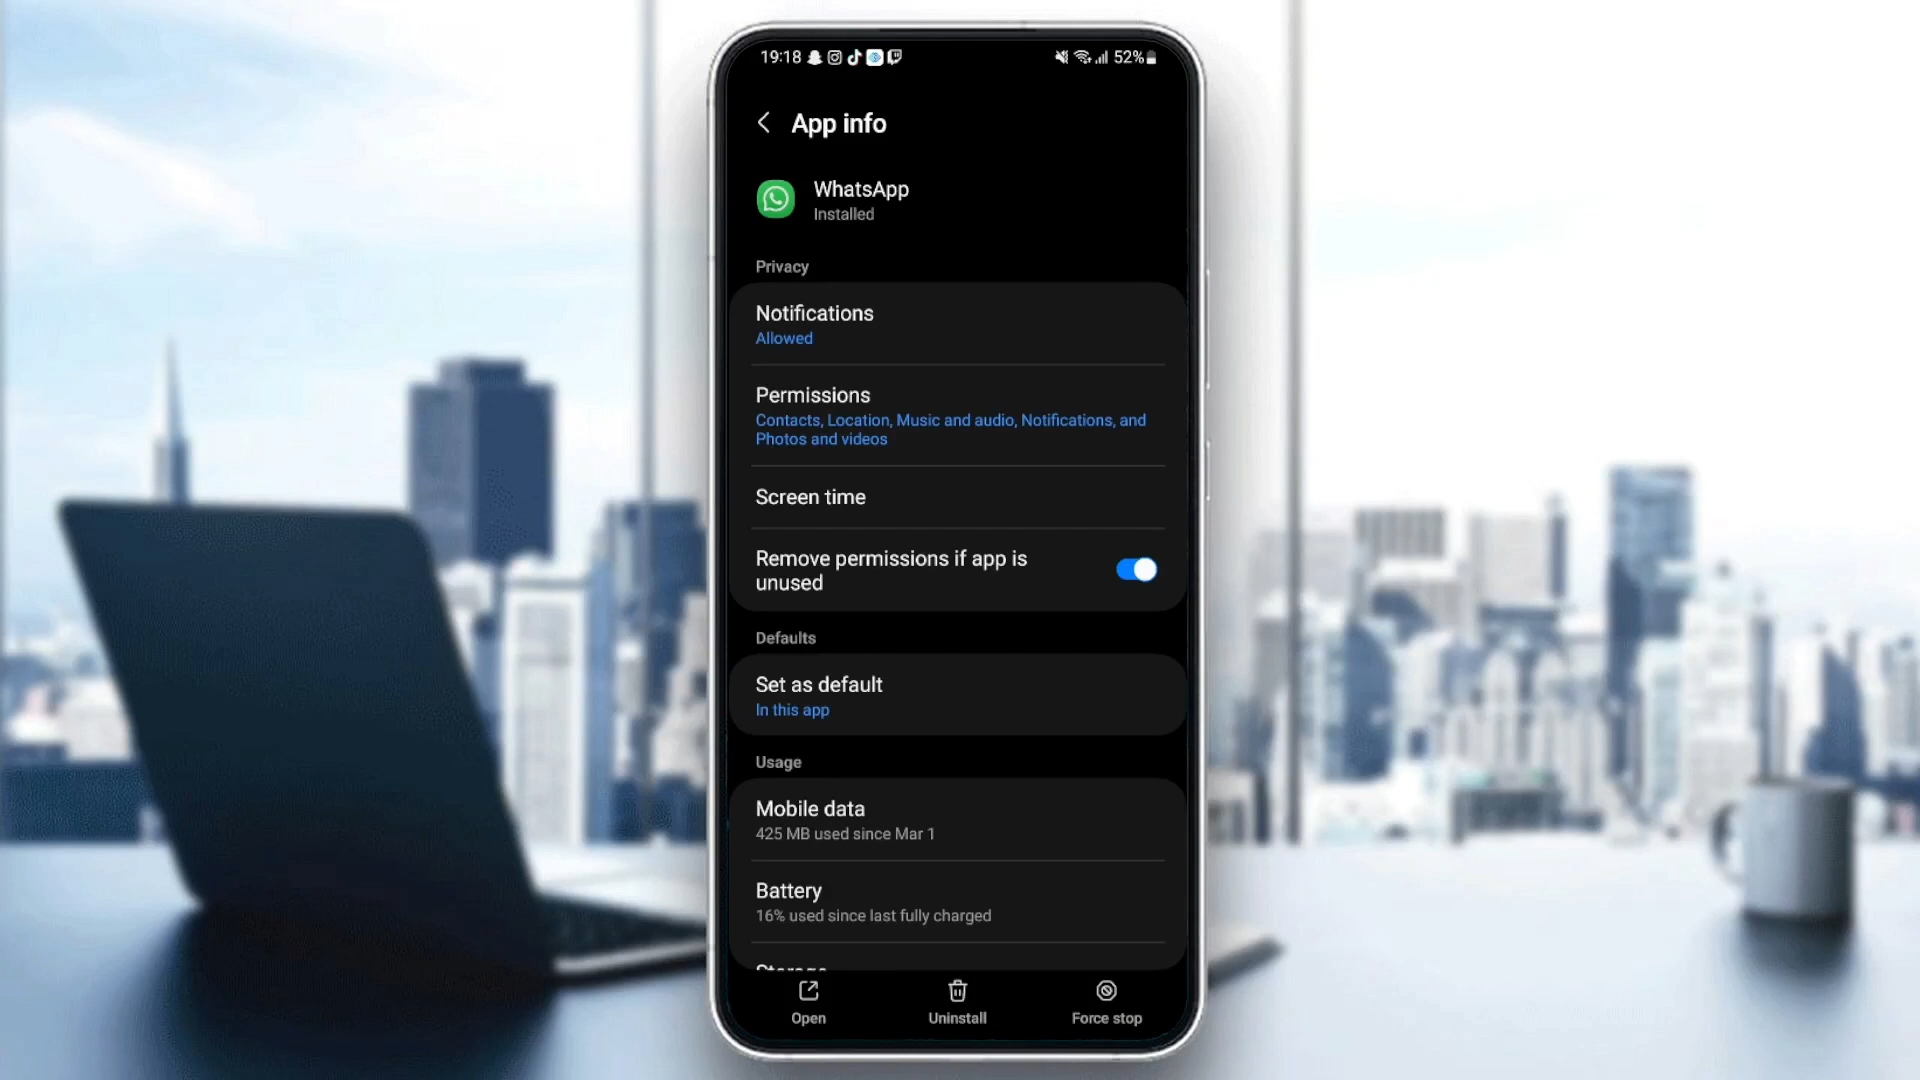 19:18 52%
App info
WhatsApp
Installed
Privacy
Notifications
Allowed
Permissions
Contacts, Location, Music and audio, Notifications, and
Photos and videos
Screen time
Remove permissions if app is
unused
Defaults
Set as default
In this app
Usage
Mobile data
425 MB used since Mar 1
Battery
16% used since last fully charged
Storage
Open Uninstall Force stop